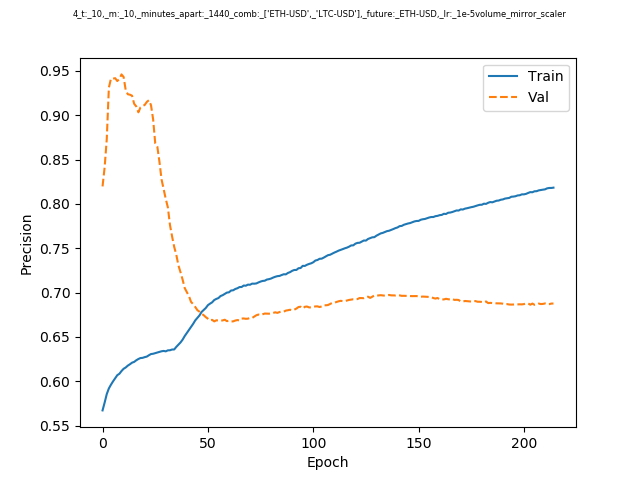 4_t:_10,_m:_10,_minutes_apart:_1440_comb:_['ETH-USD',_'LTC-USD'],_future:_ETH-USD,_lr:_1e-5volume_mirror_scaler
Train
Val
0.95
0.90
0.85
0.80
0.75
0.70
0.65
0.60
0.55
Precision
0
50
100
150
200
Epoch